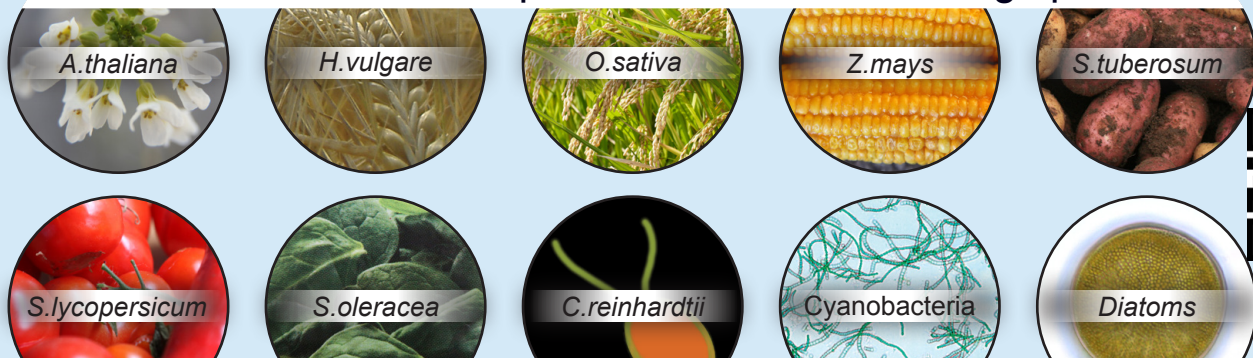 A.thaliana
H.vulgare
O.sativa
Z.mays
S.tuberosum
S.lycopersicum
S.oleracea
C.reinhardtii
Cyanobacteria
Diatoms